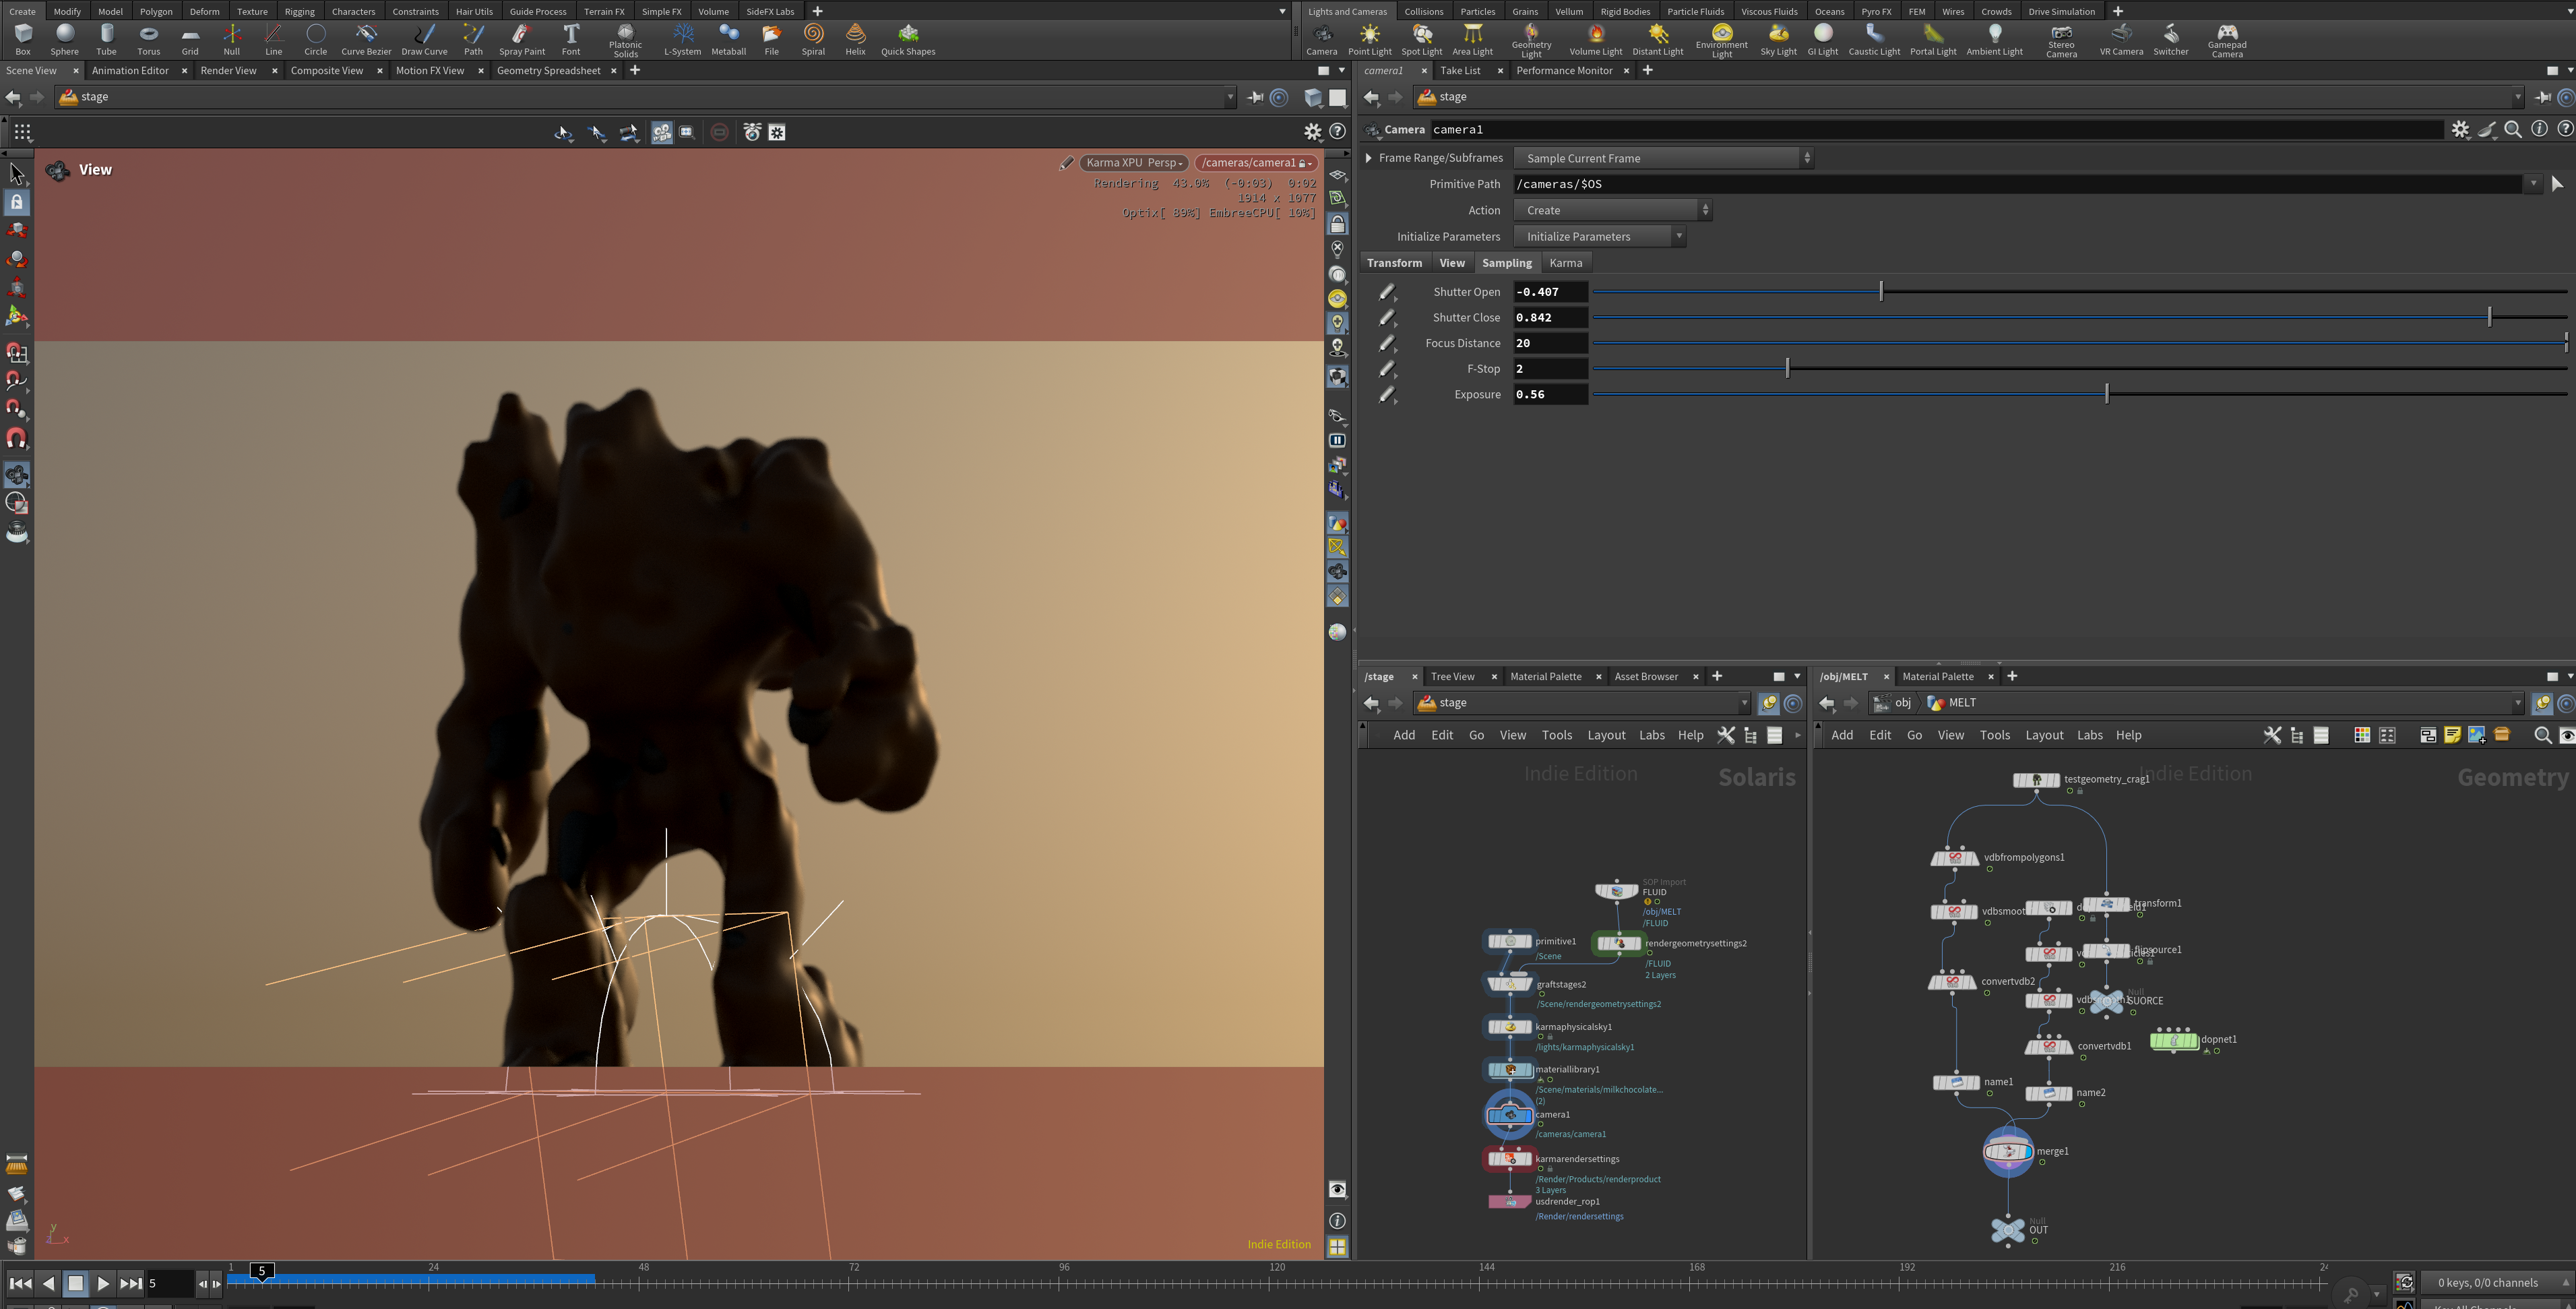 Create Modify Model Polygon Deform Texture Rigging Characters Constraints Hair Utils Guide Process Terrain FX Simple FX Volume SideFX Labs
Box Sphere Tube Torus Grid Null Line Circle Curve Bezier Draw Curve Path Spray Paint Font Platonic Solids L-System Metaball File Spiral Helix Quick Shapes
Lights and Cameras Collisions Particles Grains Vellum Rigid Bodies Particle Fluids Viscous Fluids Oceans Pyro FX FEM Wires Crowds Drive Simulation
Camera Point Light Spot Light Area Light Geometry Light Volume Light Distant Light Environment Light Sky Light GI Light Caustic Light Portal Light Ambient Light Stereo Camera VR Camera Switcher Gamepad Camera
Scene View Animation Editor Render View Composite View Motion FX View Geometry Spreadsheet
stage
View
Karma XPU Persp /cameras/camera1
Rendering 43.0% (-0:03) 0:02
1914 x 1077
Optix[ 89%] EmbreeCPU[ 10%]
y
z x
Indie Edition
camera1 Take List Performance Monitor
stage
Camera camera1
Frame Range/Subframes Sample Current Frame
Primitive Path /cameras/$OS
Action Create
Initialize Parameters Initialize Parameters
Transform View Sampling Karma
Shutter Open -0.407
Shutter Close 0.842
Focus Distance 20
F-Stop 2
Exposure 0.56
/stage Tree View Material Palette Asset Browser
stage
Add Edit Go View Tools Layout Labs Help
Indie Edition Solaris
SOP Import
FLUID
/obj/MELT
/FLUID
primitive1
/Scene
rendergeometrysettings2
/FLUID
2 Layers
graftstages2
/Scene/rendergeometrysettings2
karmaphysicalsky1
/lights/karmaphysicalsky1
materiallibrary1
/Scene/materials/milkchocolate...
(2)
camera1
/cameras/camera1
karmarendersettings
/Render/Products/renderproduct
3 Layers
usdrender_rop1
/Render/rendersettings
/obj/MELT Material Palette
obj MELT
Add Edit Go View Tools Layout Labs Help
Indie Edition Geometry
testgeometry_crag1
vdbfrompolygons1
transform1
flipsource1
convertvdb2
Null
SUORCE
dopnet1
convertvdb1
name1
name2
merge1
Null
OUT
5
1 5 24 48 72 96 120 144 168 192 216
0 keys, 0/0 channels